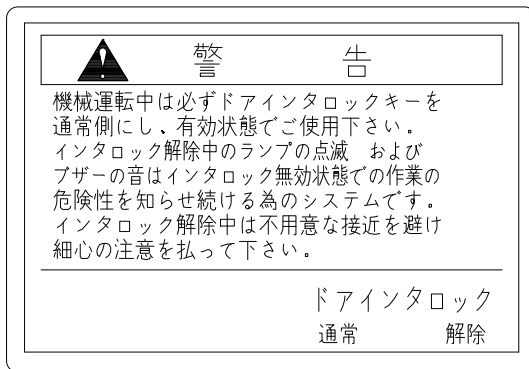 警 告
機械運転中は必ずドアインタロックキーを
通常側にし、有効状態でご使用下さい。
インタロック解除中のランプの点滅 および
ブザーの音はインタロック無効状態での作業の
危険性を知らせ続ける為のシステムです。
インタロック解除中は不用意な接近を避け
細心の注意を払って下さい。
ドアインタロック
通常 解除